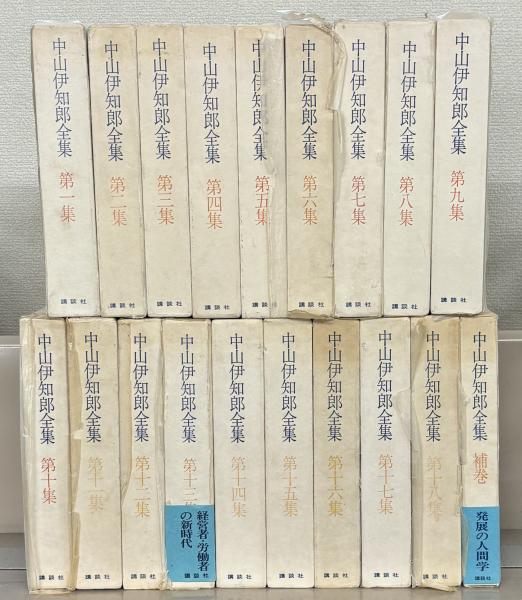 中山伊知郎全集 第一集
講談社
中山伊知郎全集 第二集
講談社
中山伊知郎全集 第三集
講談社
中山伊知郎全集 第四集
講談社
中山伊知郎全集 第五集
講談社
中山伊知郎全集 第六集
講談社
中山伊知郎全集 第七集
講談社
中山伊知郎全集 第八集
講談社
中山伊知郎全集 第九集
講談社
中山伊知郎全集 第十集
講談社
中山伊知郎全集 第十一集
講談社
中山伊知郎全集 第十二集
講談社
中山伊知郎全集 第十三集
経営者・労働者
の新時代
講談社
中山伊知郎全集 第十四集
講談社
中山伊知郎全集 第十五集
講談社
中山伊知郎全集 第十六集
講談社
中山伊知郎全集 第十七集
講談社
中山伊知郎全集 第十八集
講談社
中山伊知郎全集 補巻
発展の人間学
講談社